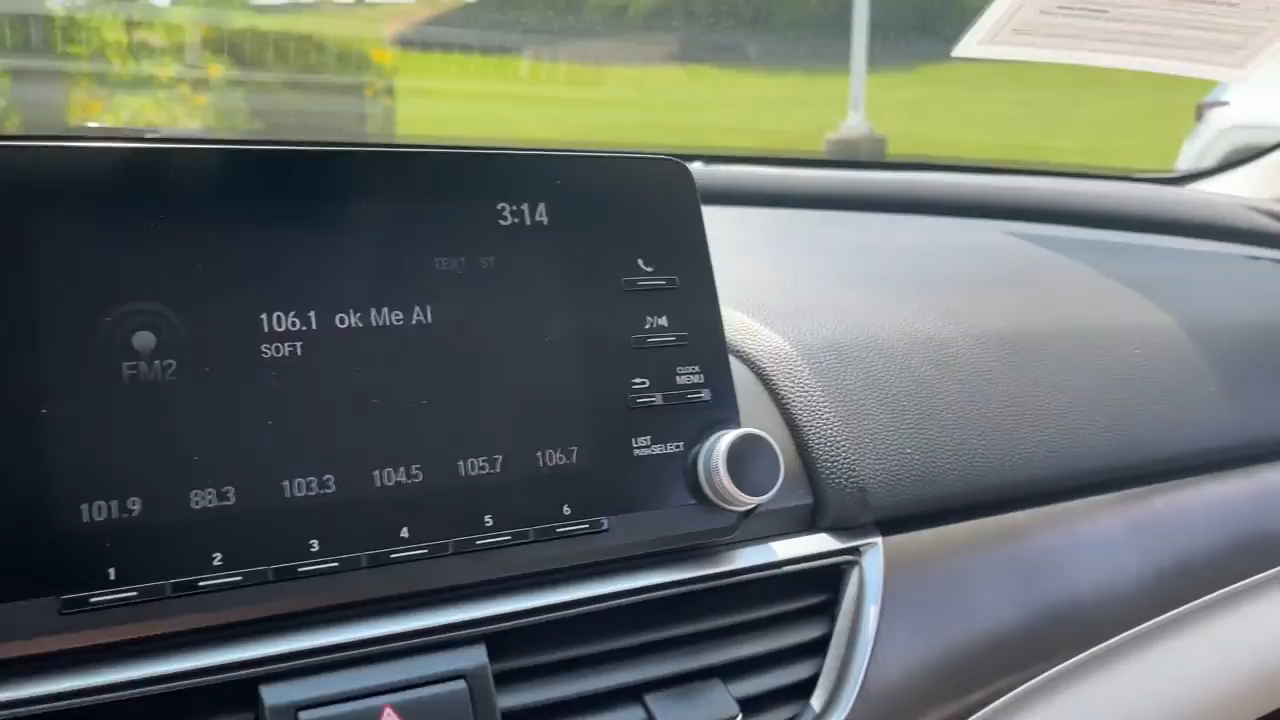 3:14
TEXT ST
106.1 ok Me Al
SOFT
FM2
CLOCK
MENU
LIST
PUSH SELECT
101.9 88.3 103.3 104.5 105.7 106.7
1 2 3 4 5 6